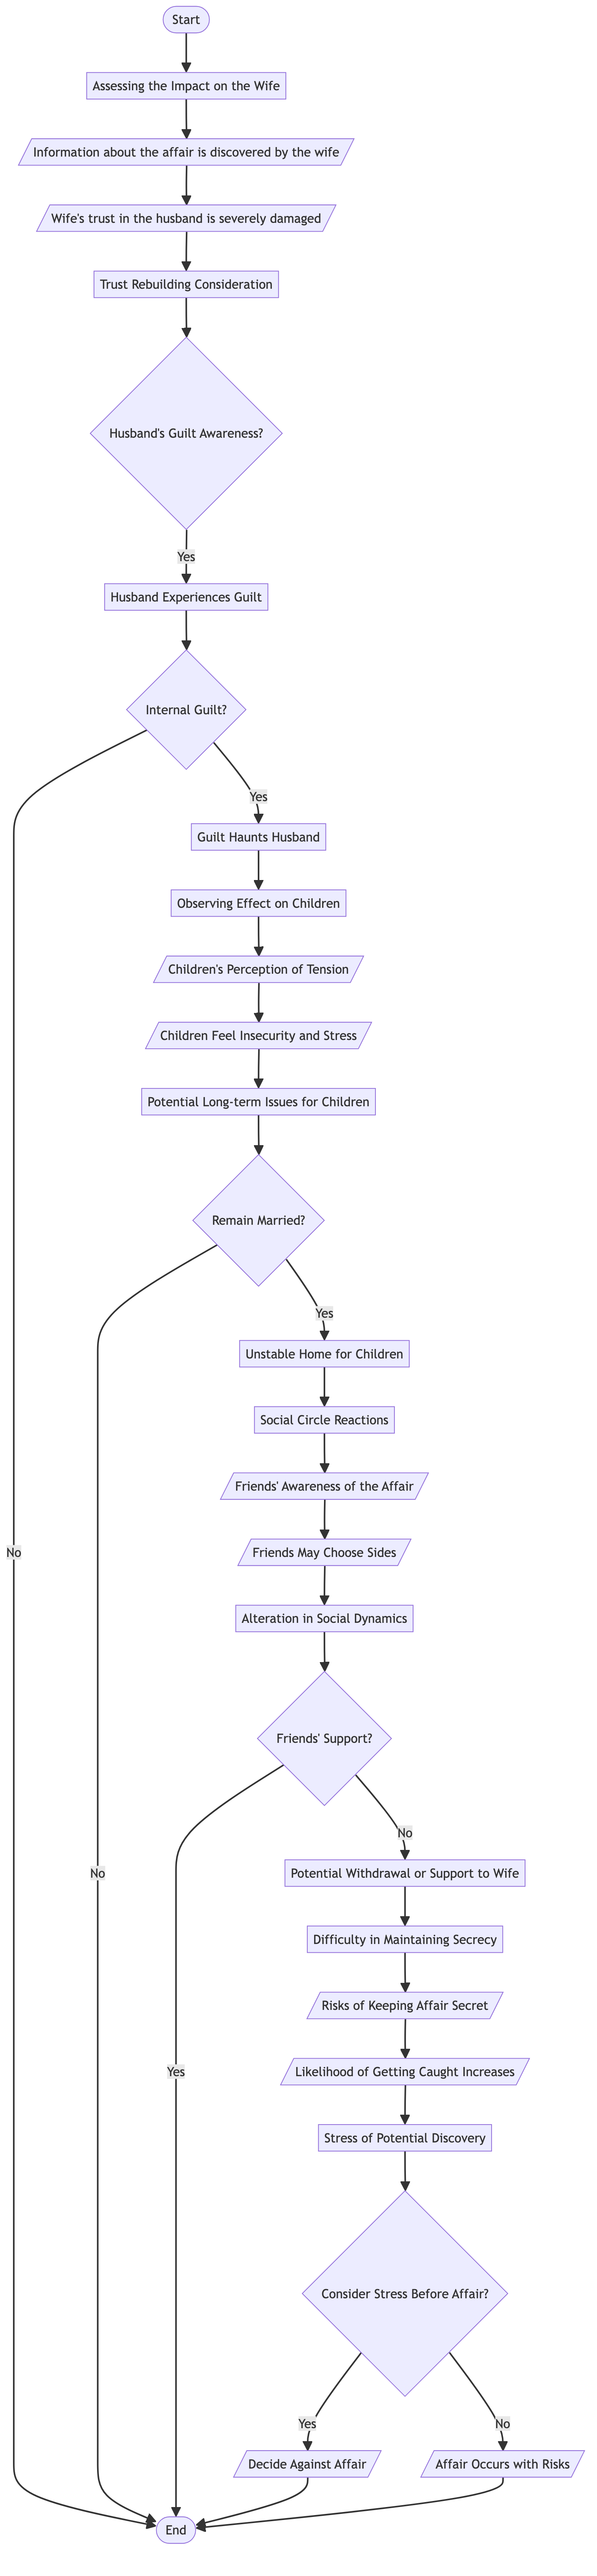 Start
Assessing the Impact on the Wife
Information about the affair is discovered by the wife
Wife's trust in the husband is severely damaged
Trust Rebuilding Consideration
Husband's Guilt Awareness?
Yes
Husband Experiences Guilt
Internal Guilt?
Yes
Guilt Haunts Husband
Observing Effect on Children
Children's Perception of Tension
Children Feel Insecurity and Stress
Potential Long-term Issues for Children
Remain Married?
Yes
Unstable Home for Children
Social Circle Reactions
Friends' Awareness of the Affair
No
Friends May Choose Sides
Alteration in Social Dynamics
Friends' Support?
No
Potential Withdrawal or Support to Wife
No
Difficulty in Maintaining Secrecy
Risks of Keeping Affair Secret
Yes
Likelihood of Getting Caught Increases
Stress of Potential Discovery
Consider Stress Before Affair?
Yes
No
Decide Against Affair
Affair Occurs with Risks
End